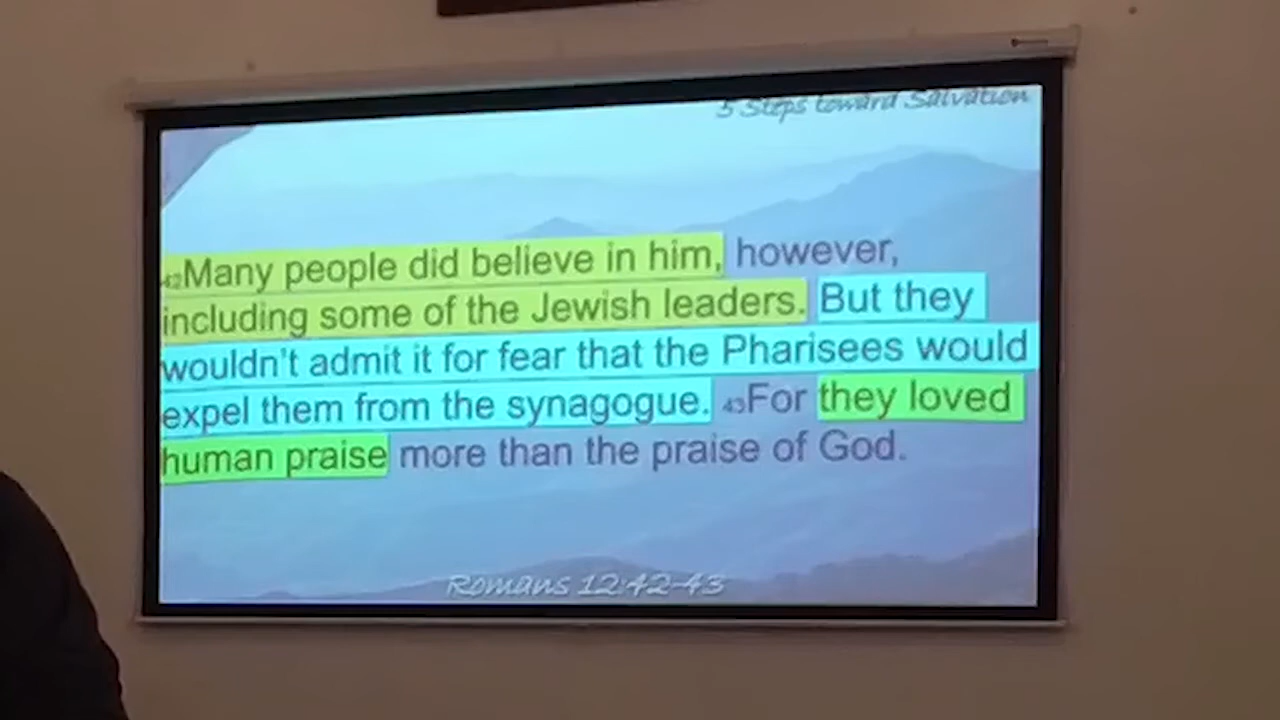 5 Steps toward Salvation
42Many people did believe in him, however,
including some of the Jewish leaders. But they
wouldn't admit it for fear that the Pharisees would
expel them from the synagogue. 43For they loved
human praise more than the praise of God.
Romans 12:42-43